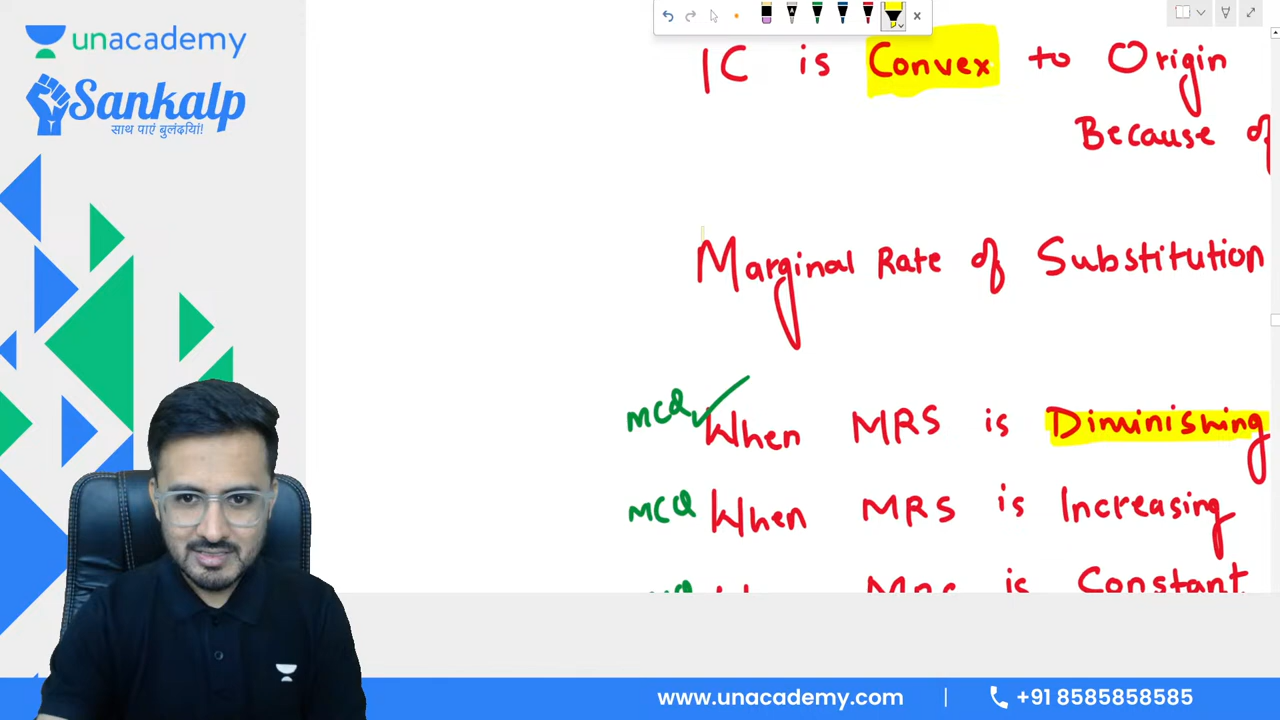 unacademy
Sankalp
साथ पाएं बुलंदियां!
IC is Convex to Origin
Because of
Marginal Rate of Substitution
MCQ When MRS is Diminishing
MCQ When MRS is Increasing
is Constant
www.unacademy.com | +91 8585858585